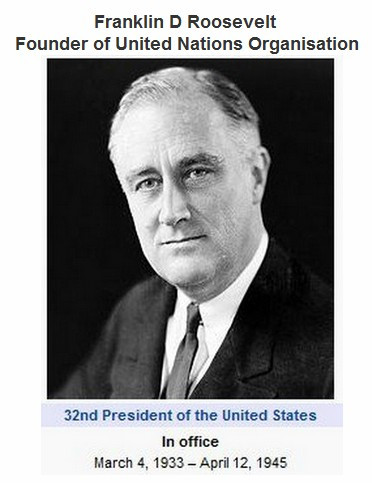 Franklin D Roosevelt
Founder of United Nations Organisation
32nd President of the United States
In office
March 4, 1933 – April 12, 1945